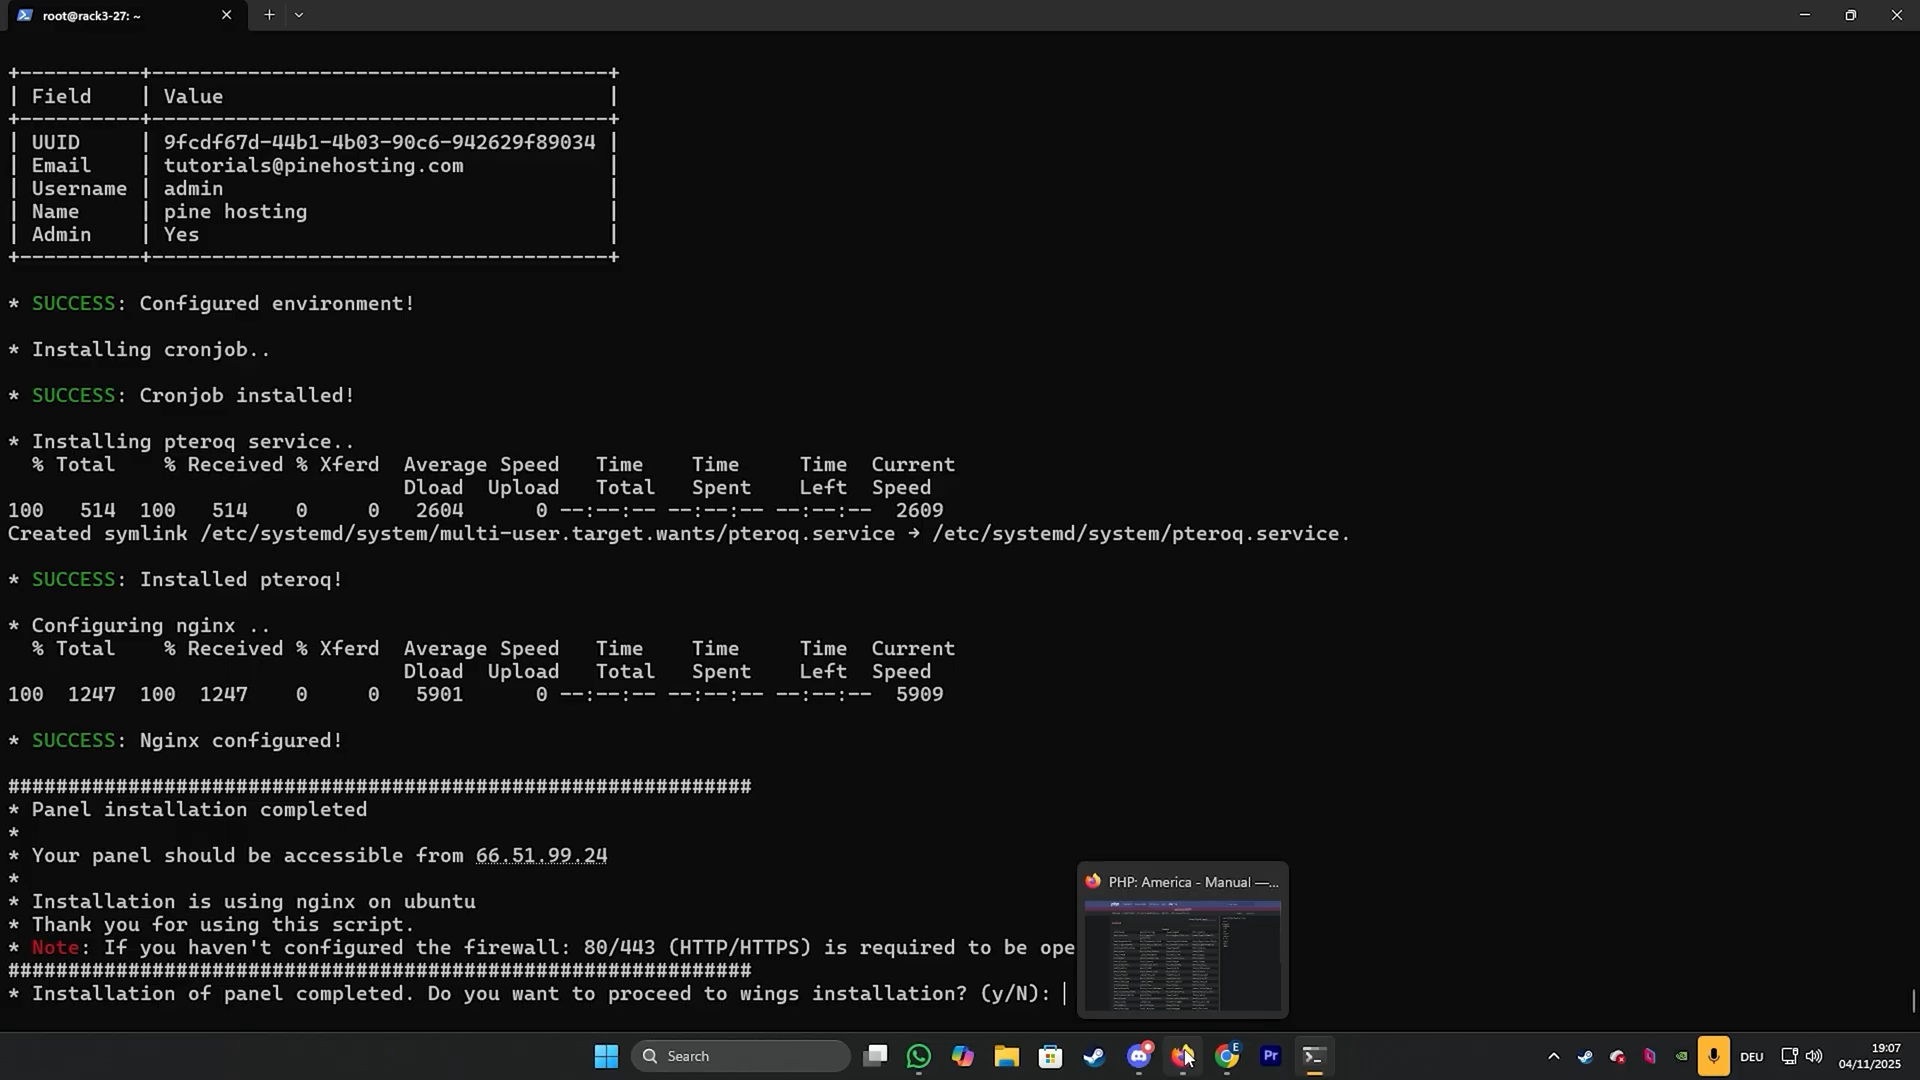 root@rack3-27: ~
+----------+--------------------------------------+
| Field    | Value                                |
+----------+--------------------------------------+
| UUID     | 9fcdf67d-44b1-4b03-90c6-942629f89034 |
| Email    | tutorials@pinehosting.com            |
| Username | admin                                |
| Name     | pine hosting                         |
| Admin    | Yes                                  |
+----------+--------------------------------------+
* SUCCESS: Configured environment!
* Installing cronjob..
* SUCCESS: Cronjob installed!
* Installing pteroq service..
% Total    % Received % Xferd  Average Speed   Time    Time     Time  Current
Dload  Upload   Total   Spent    Left  Speed
100   514  100   514    0     0   2604      0 --:--:-- --:--:-- --:--:--  2609
Created symlink /etc/systemd/system/multi-user.target.wants/pteroq.service → /etc/systemd/system/pteroq.service.
* SUCCESS: Installed pteroq!
* Configuring nginx ..
% Total    % Received % Xferd  Average Speed   Time    Time     Time  Current
Dload  Upload   Total   Spent    Left  Speed
100  1247  100  1247    0     0   5901      0 --:--:-- --:--:-- --:--:--  5909
* SUCCESS: Nginx configured!
##############################################################
* Panel installation completed
*
* Your panel should be accessible from 66.51.99.24
*
* Installation is using nginx on ubuntu
* Thank you for using this script.
* Note: If you haven't configured the firewall: 80/443 (HTTP/HTTPS) is required to be ope
##############################################################
* Installation of panel completed. Do you want to proceed to wings installation? (y/N):
PHP: America - Manual —...
Search
E
Pr
DEU
19:07
04/11/2025